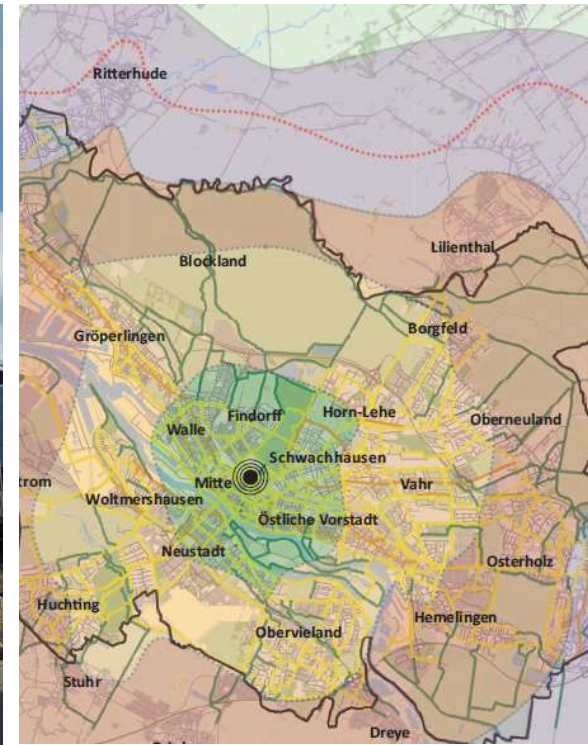 Ritterhude
Lilienthal
Blockland
Borgfeld
Gröperlingen
Findorff
Horn-Lehe
Oberneuland
Walle
Schwachhausen
Mitte
Vahr
trom
Woltmershausen
Östliche Vorstadt
Neustadt
Osterholz
Huchting
Hemelingen
Obervieland
Stuhr
Dreye